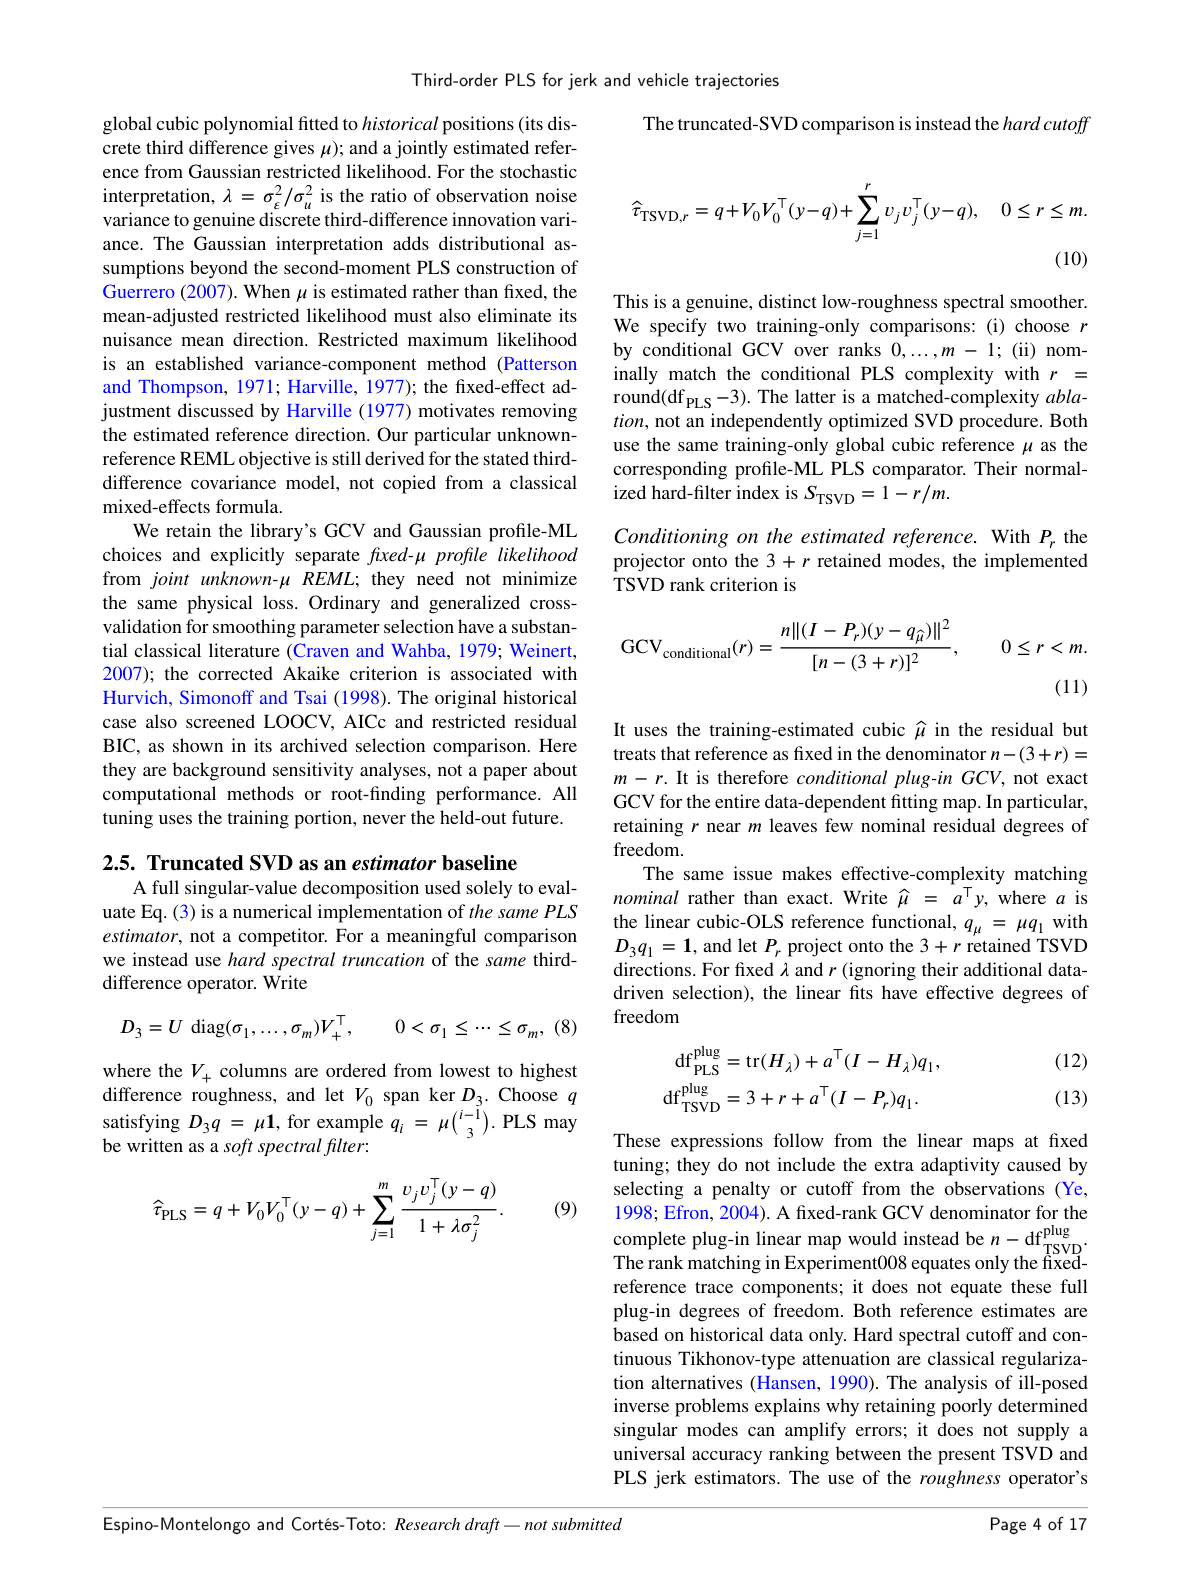 Third-order PLS for jerk and vehicle trajectories
global cubic polynomial fitted to historical positions (its dis-
crete third difference gives μ); and a jointly estimated refer-
ence from Gaussian restricted likelihood. For the stochastic
interpretation, λ = σ²_ε/σ²_u is the ratio of observation noise
variance to genuine discrete third-difference innovation vari-
ance. The Gaussian interpretation adds distributional as-
sumptions beyond the second-moment PLS construction of
Guerrero (2007). When μ is estimated rather than fixed, the
mean-adjusted restricted likelihood must also eliminate its
nuisance mean direction. Restricted maximum likelihood
is an established variance-component method (Patterson
and Thompson, 1971; Harville, 1977); the fixed-effect ad-
justment discussed by Harville (1977) motivates removing
the estimated reference direction. Our particular unknown-
reference REML objective is still derived for the stated third-
difference covariance model, not copied from a classical
mixed-effects formula.
We retain the library's GCV and Gaussian profile-ML
choices and explicitly separate fixed-μ profile likelihood
from joint unknown-μ REML; they need not minimize
the same physical loss. Ordinary and generalized cross-
validation for smoothing parameter selection have a substan-
tial classical literature (Craven and Wahba, 1979; Weinert,
2007); the corrected Akaike criterion is associated with
Hurvich, Simonoff and Tsai (1998). The original historical
case also screened LOOCV, AICc and restricted residual
BIC, as shown in its archived selection comparison. Here
they are background sensitivity analyses, not a paper about
computational methods or root-finding performance. All
tuning uses the training portion, never the held-out future.
2.5. Truncated SVD as an estimator baseline
A full singular-value decomposition used solely to eval-
uate Eq. (3) is a numerical implementation of the same PLS
estimator, not a competitor. For a meaningful comparison
we instead use hard spectral truncation of the same third-
difference operator. Write
D₃ = U diag(σ₁, … , σ_m)V₊^⊤, 0 < σ₁ ≤ ⋯ ≤ σ_m, (8)
where the V₊ columns are ordered from lowest to highest
difference roughness, and let V₀ span ker D₃. Choose q
satisfying D₃q = μ𝟏, for example q_i = μ(i−1 3). PLS may
be written as a soft spectral filter:
τ̂_PLS = q + V₀V₀^⊤(y − q) + ∑_{j=1}^{m} v_j v_j^⊤(y − q) / (1 + λσ_j²). (9)
The truncated-SVD comparison is instead the hard cutoff
τ̂_{TSVD,r} = q+V₀V₀^⊤(y−q)+∑_{j=1}^{r} v_j v_j^⊤(y−q), 0 ≤ r ≤ m.
(10)
This is a genuine, distinct low-roughness spectral smoother.
We specify two training-only comparisons: (i) choose r
by conditional GCV over ranks 0, … , m − 1; (ii) nom-
inally match the conditional PLS complexity with r =
round(df_PLS −3). The latter is a matched-complexity abla-
tion, not an independently optimized SVD procedure. Both
use the same training-only global cubic reference μ as the
corresponding profile-ML PLS comparator. Their normal-
ized hard-filter index is S_TSVD = 1 − r/m.
Conditioning on the estimated reference. With P_r the
projector onto the 3 + r retained modes, the implemented
TSVD rank criterion is
GCV_conditional(r) = n‖(I − P_r)(y − q_μ̂)‖² / [n − (3 + r)]², 0 ≤ r < m.
(11)
It uses the training-estimated cubic μ̂ in the residual but
treats that reference as fixed in the denominator n−(3+r) =
m − r. It is therefore conditional plug-in GCV, not exact
GCV for the entire data-dependent fitting map. In particular,
retaining r near m leaves few nominal residual degrees of
freedom.
The same issue makes effective-complexity matching
nominal rather than exact. Write μ̂ = a^⊤y, where a is
the linear cubic-OLS reference functional, q_μ = μq₁ with
D₃q₁ = 𝟏, and let P_r project onto the 3 + r retained TSVD
directions. For fixed λ and r (ignoring their additional data-
driven selection), the linear fits have effective degrees of
freedom
df^plug_PLS = tr(H_λ) + a^⊤(I − H_λ)q₁, (12)
df^plug_TSVD = 3 + r + a^⊤(I − P_r)q₁. (13)
These expressions follow from the linear maps at fixed
tuning; they do not include the extra adaptivity caused by
selecting a penalty or cutoff from the observations (Ye,
1998; Efron, 2004). A fixed-rank GCV denominator for the
complete plug-in linear map would instead be n − df^plug_TSVD.
The rank matching in Experiment008 equates only the fixed-
reference trace components; it does not equate these full
plug-in degrees of freedom. Both reference estimates are
based on historical data only. Hard spectral cutoff and con-
tinuous Tikhonov-type attenuation are classical regulariza-
tion alternatives (Hansen, 1990). The analysis of ill-posed
inverse problems explains why retaining poorly determined
singular modes can amplify errors; it does not supply a
universal accuracy ranking between the present TSVD and
PLS jerk estimators. The use of the roughness operator's
Espino-Montelongo and Cortés-Toto: Research draft — not submitted
Page 4 of 17